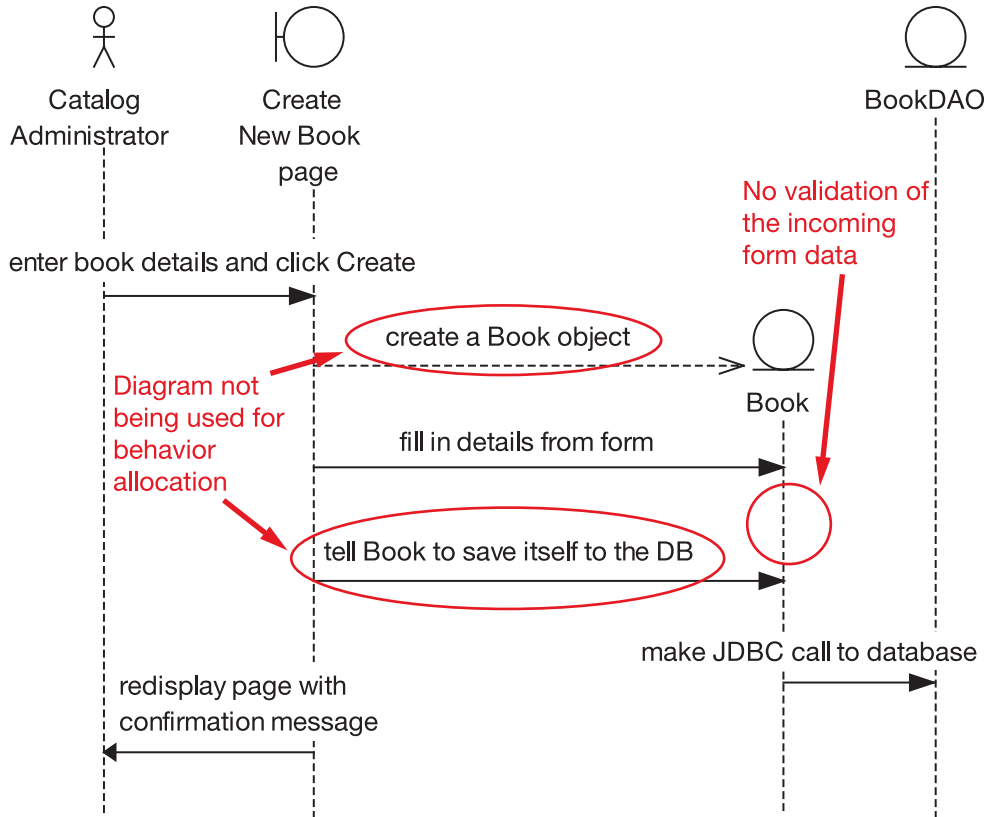 Catalog
Administrator
Create
New Book
page
BookDAO
No validation of
the incoming
form data
enter book details and click Create
create a Book object
Book
Diagram not
being used for
behavior
allocation
fill in details from form
tell Book to save itself to the DB
make JDBC call to database
redisplay page with
confirmation message